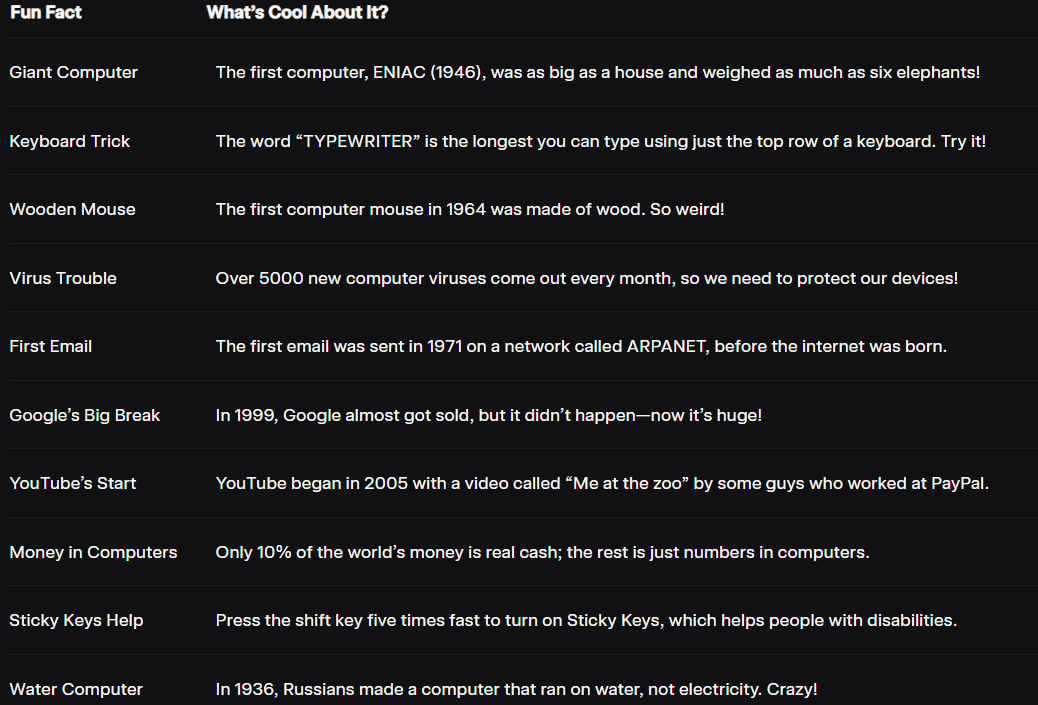 Fun Fact What’s Cool About It?
Giant Computer The first computer, ENIAC (1946), was as big as a house and weighed as much as six elephants!
Keyboard Trick The word “TYPEWRITER” is the longest you can type using just the top row of a keyboard. Try it!
Wooden Mouse The first computer mouse in 1964 was made of wood. So weird!
Virus Trouble Over 5000 new computer viruses come out every month, so we need to protect our devices!
First Email The first email was sent in 1971 on a network called ARPANET, before the internet was born.
Google’s Big Break In 1999, Google almost got sold, but it didn’t happen—now it’s huge!
YouTube’s Start YouTube began in 2005 with a video called “Me at the zoo” by some guys who worked at PayPal.
Money in Computers Only 10% of the world’s money is real cash; the rest is just numbers in computers.
Sticky Keys Help Press the shift key five times fast to turn on Sticky Keys, which helps people with disabilities.
Water Computer In 1936, Russians made a computer that ran on water, not electricity. Crazy!